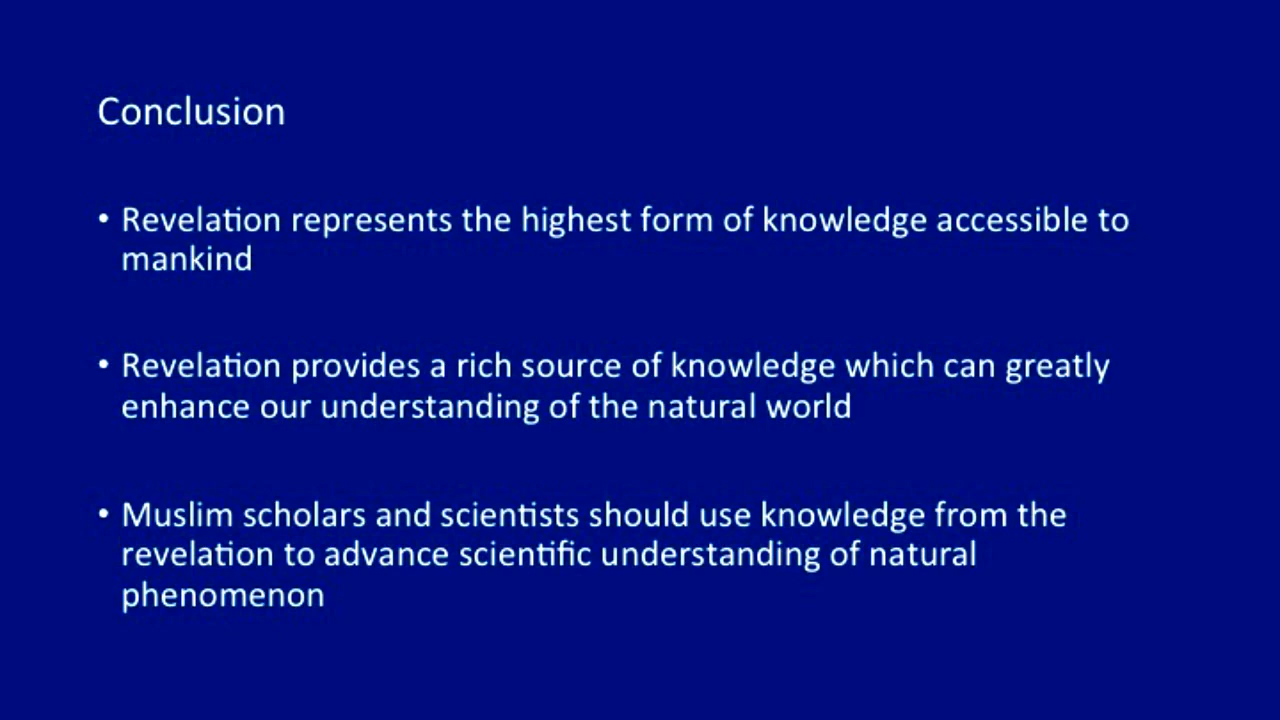 Conclusion
• Revelation represents the highest form of knowledge accessible to
mankind
• Revelation provides a rich source of knowledge which can greatly
enhance our understanding of the natural world
• Muslim scholars and scientists should use knowledge from the
revelation to advance scientific understanding of natural
phenomenon